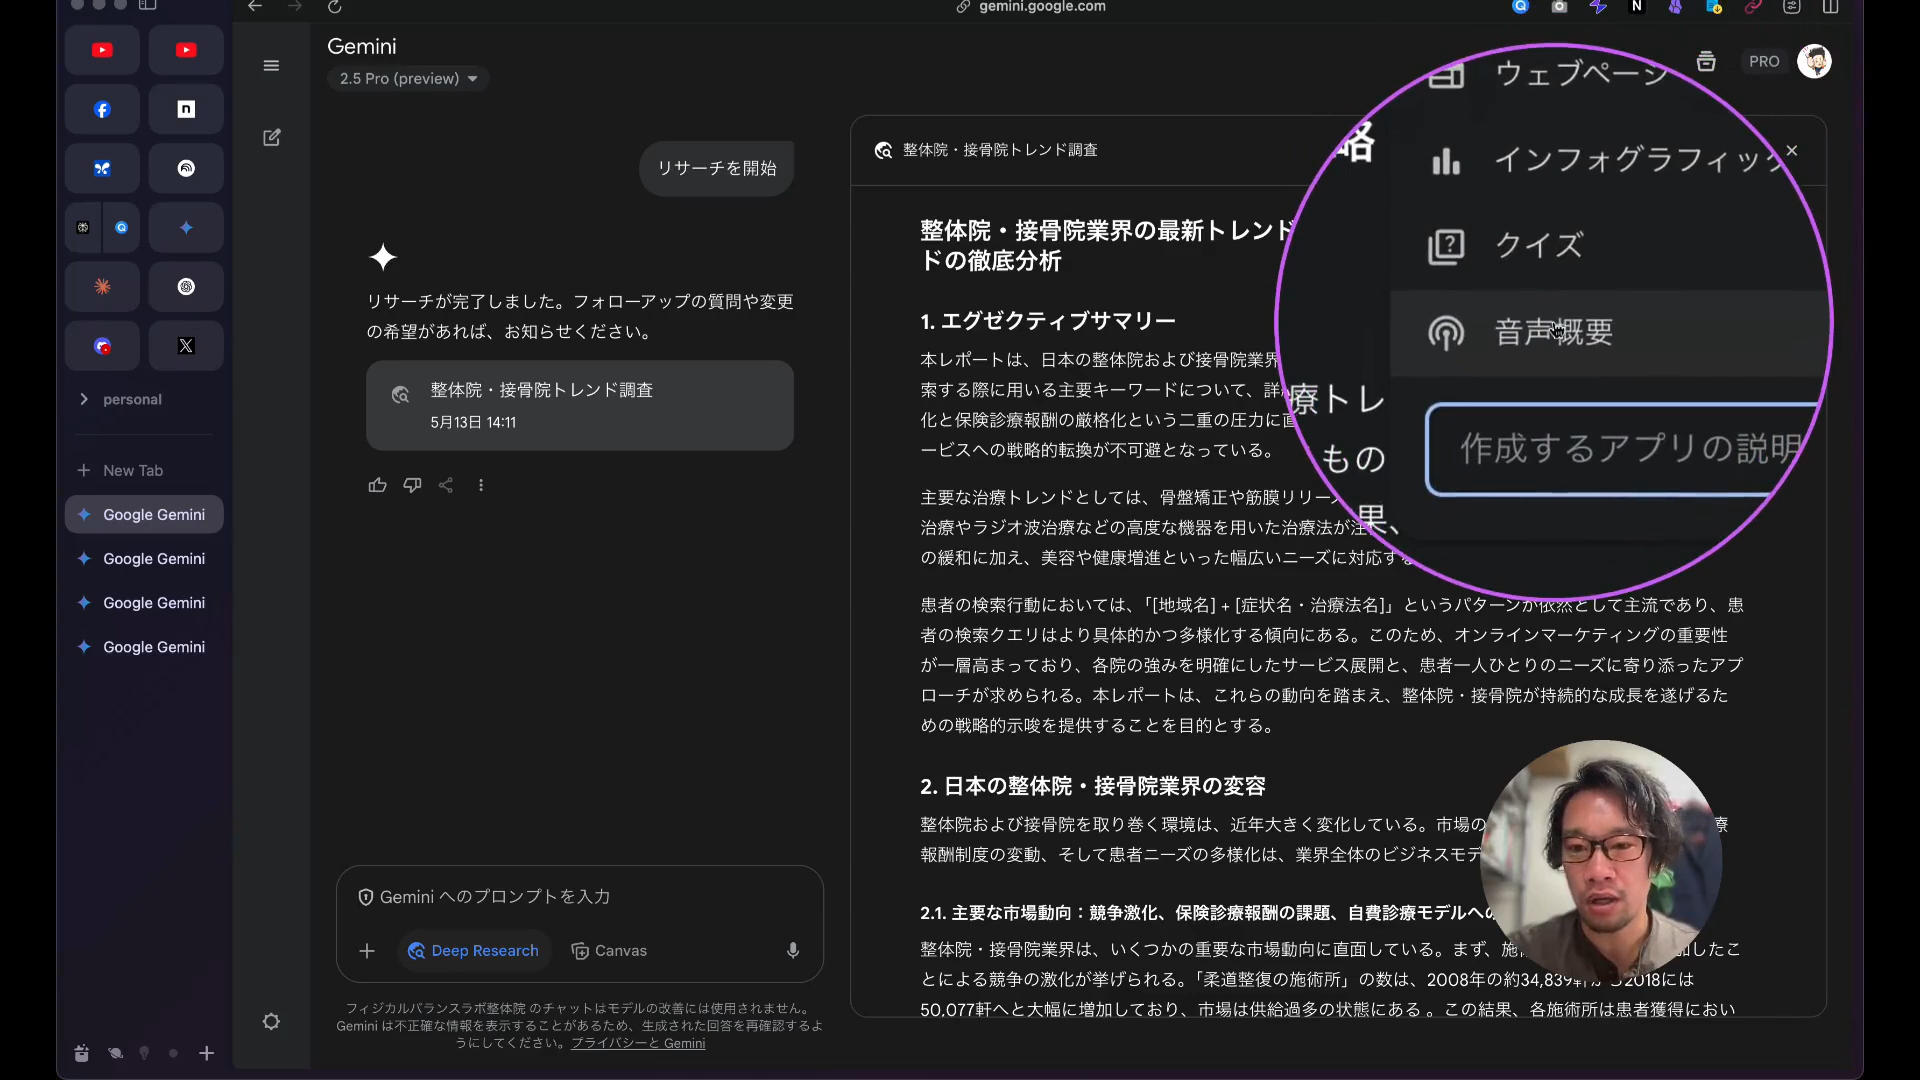 gemini.google.com
personal
New Tab
Google Gemini
Google Gemini
Google Gemini
Google Gemini
Gemini
2.5 Pro (preview)
PRO
リサーチを開始
リサーチが完了しました。フォローアップの質問や変更
の希望があれば、お知らせください。
整体院・接骨院トレンド調査
5月13日 14:11
Gemini へのプロンプトを入力
Deep Research
Canvas
フィジカルバランスラボ整体院 のチャットはモデルの改善には使用されません。
Gemini は不正確な情報を表示することがあるため、生成された回答を再確認するよ
うにしてください。プライバシーと Gemini
整体院・接骨院トレンド調査
整体院・接骨院業界の最新トレンド
ドの徹底分析
1. エグゼクティブサマリー
本レポートは、日本の整体院および接骨院業界
索する際に用いる主要キーワードについて、詳
化と保険診療報酬の厳格化という二重の圧力に直
ービスへの戦略的転換が不可避となっている。
主要な治療トレンドとしては、骨盤矯正や筋膜リリー
治療やラジオ波治療などの高度な機器を用いた治療法が注
の緩和に加え、美容や健康増進といった幅広いニーズに対応す
患者の検索行動においては、「[地域名] + [症状名・治療法名]」というパターンが依然として主流であり、患
者の検索クエリはより具体的かつ多様化する傾向にある。このため、オンラインマーケティングの重要性
が一層高まっており、各院の強みを明確にしたサービス展開と、患者一人ひとりのニーズに寄り添ったアプ
ローチが求められる。本レポートは、これらの動向を踏まえ、整体院・接骨院が持続的な成長を遂げるた
めの戦略的示唆を提供することを目的とする。
2. 日本の整体院・接骨院業界の変容
整体院および接骨院を取り巻く環境は、近年大きく変化している。市場の 療
報酬制度の変動、そして患者ニーズの多様化は、業界全体のビジネスモデ
2.1. 主要な市場動向：競争激化、保険診療報酬の課題、自費診療モデルへの
整体院・接骨院業界は、いくつかの重要な市場動向に直面している。まず、施 加したこ
とによる競争の激化が挙げられる。「柔道整復の施術所」の数は、2008年の約34,839軒 2018には
50,077軒へと大幅に増加しており、市場は供給過多の状態にある 。この結果、各施術所は患者獲得におい
略
ウェブページ
インフォグラフィック
クイズ
音声概要
療トレ
作成するアプリの説明
もの
果、